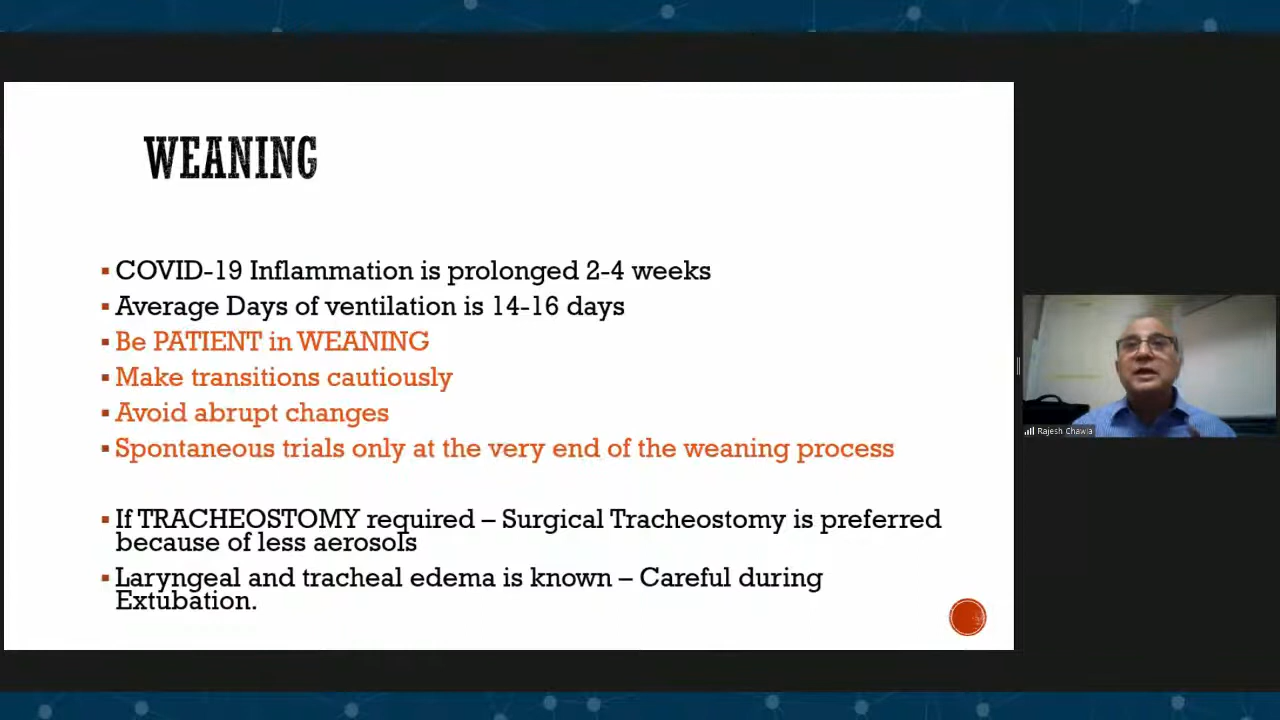 WEANING
COVID-19 Inflammation is prolonged 2-4 weeks
Average Days of ventilation is 14-16 days
Be PATIENT in WEANING
Make transitions cautiously
Avoid abrupt changes
Spontaneous trials only at the very end of the weaning process
If TRACHEOSTOMY required – Surgical Tracheostomy is preferred
because of less aerosols
Laryngeal and tracheal edema is known – Careful during
Extubation.
Rajesh Chawla